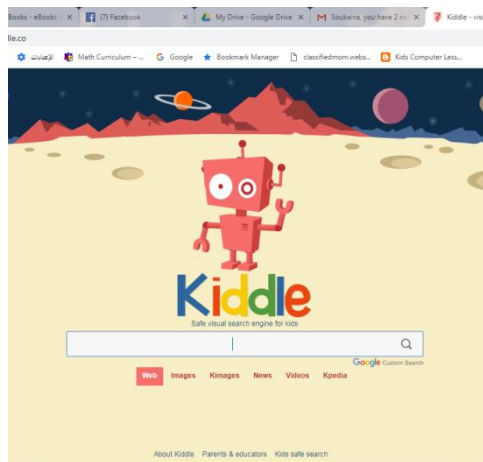 Books - eBooks
(7) Facebook
My Drive - Google Drive
Soukaina, you have 2 n
Kiddle - vis
lle.co
الإعدادات
Math Curriculum – ...
Google
Bookmark Manager
classifiedmom.webs...
Kids Computer Less...
Kiddle
Safe visual search engine for kids
Google Custom Search
Web Images Kimages News Videos Kpedia
About Kiddle Parents & educators Kids safe search